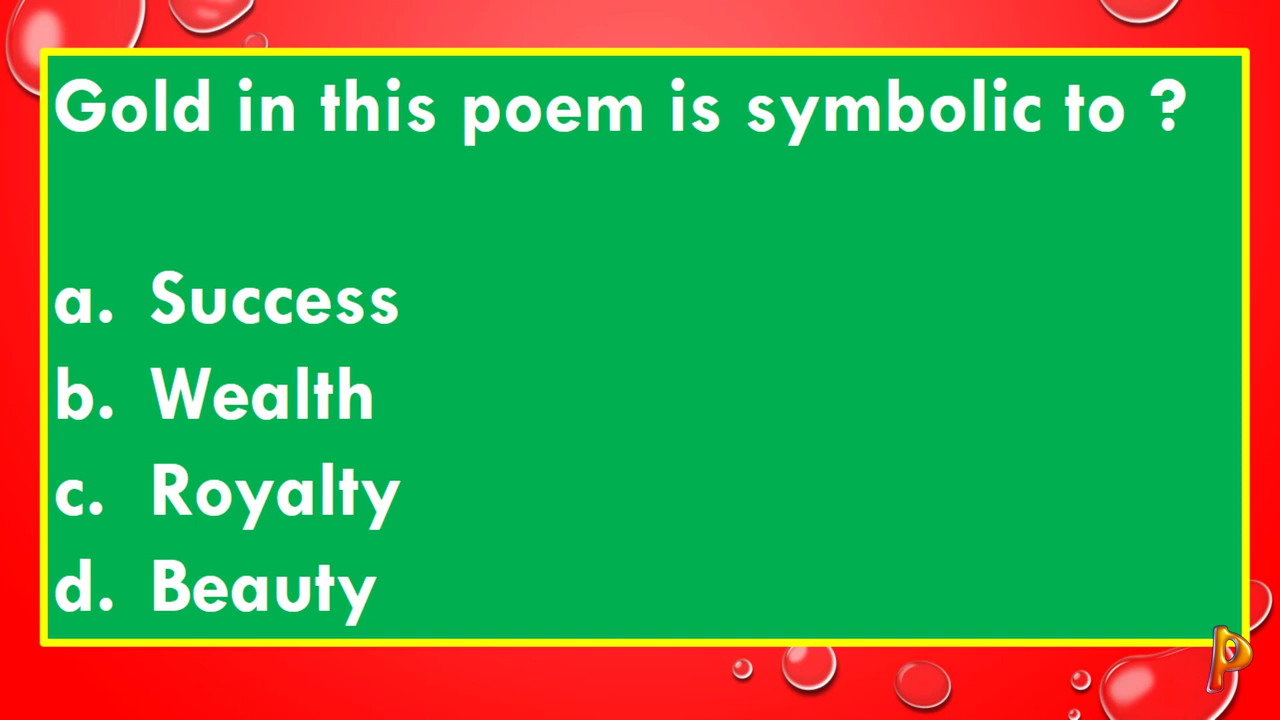 Gold in this poem is symbolic to ?
a. Success
b. Wealth
c. Royalty
d. Beauty
P